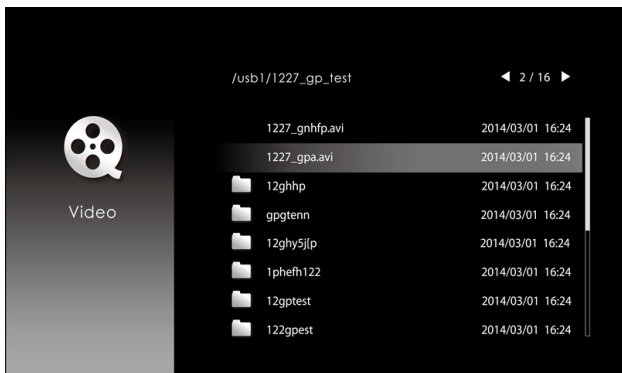 /usb1/1227_gp_test ◀ 2 / 16 ▶
Video
1227_gnhfp.avi 2014/03/01 16:24
1227_gpa.avi 2014/03/01 16:24
12ghhp 2014/03/01 16:24
gpgtenn 2014/03/01 16:24
12ghy5j[p 2014/03/01 16:24
1phefh122 2014/03/01 16:24
12gptest 2014/03/01 16:24
122gpest 2014/03/01 16:24